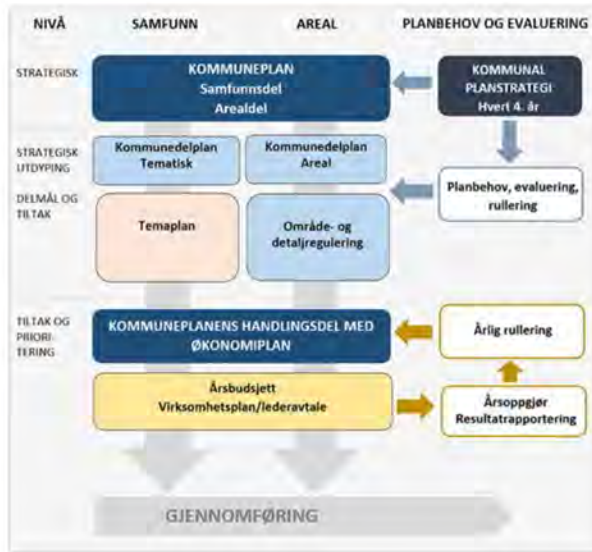 NIVÅ
SAMFUNN
AREAL
PLANBEHOV OG EVALUERING
STRATEGISK
KOMMUNEPLAN
Samfunnsdel
Arealdel
KOMMUNAL
PLANSTRATEGI
Hvert 4. år
STRATEGISK
UTDYPING
Kommunedelplan
Tematisk
Kommunedelplan
Areal
DELMÅL OG
TILTAK
Temaplan
Område- og
detaljregulering
Planbehov, evaluering,
rullering
TILTAK OG
PRIORI-
TERING
KOMMUNEPLANENS HANDLINGSDEL MED
ØKONOMIPLAN
Årlig rullering
Årsbudsjett
Virksomhetsplan/lederavtale
Årsoppgjør
Resultatrapportering
GJENNOMFØRING